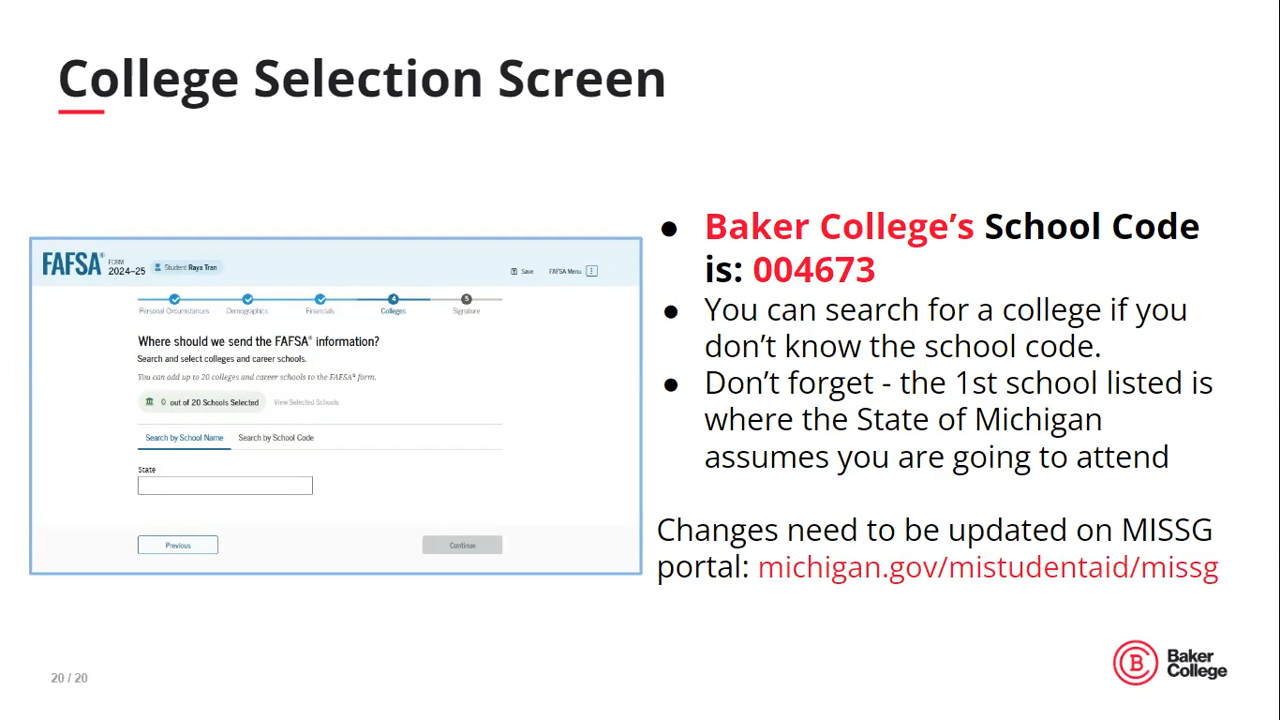 College Selection Screen
FAFSA® FORM 2024–25 Student Raya Tran
Save FAFSA Menu
Personal Circumstances Demographics Financials 4 Colleges 5 Signature
Where should we send the FAFSA® information?
Search and select colleges and career schools.
You can add up to 20 colleges and career schools to the FAFSA® form.
0 out of 20 Schools Selected View Selected Schools
Search by School Name Search by School Code
State
Previous Continue
● Baker College’s School Code
is: 004673
● You can search for a college if you
don’t know the school code.
● Don’t forget - the 1st school listed is
where the State of Michigan
assumes you are going to attend
Changes need to be updated on MISSG
portal: michigan.gov/mistudentaid/missg
20 / 20
B Baker
College